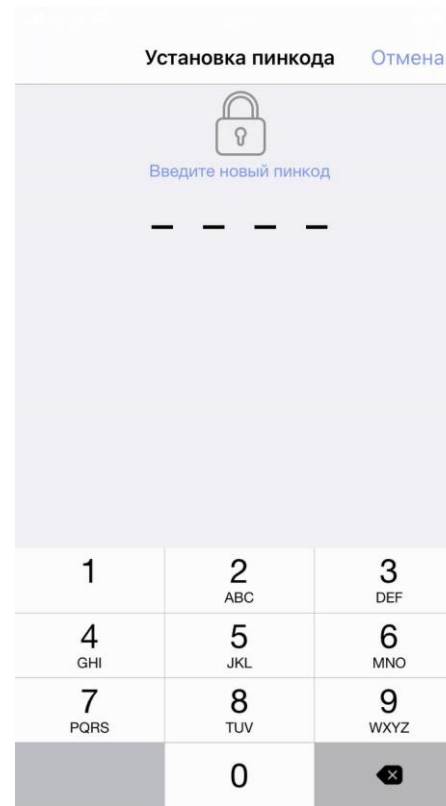 Установка пинкода Отмена
Введите новый пинкод
1 2 3
ABC DEF
4 5 6
GHI JKL MNO
7 8 9
PQRS TUV WXYZ
0